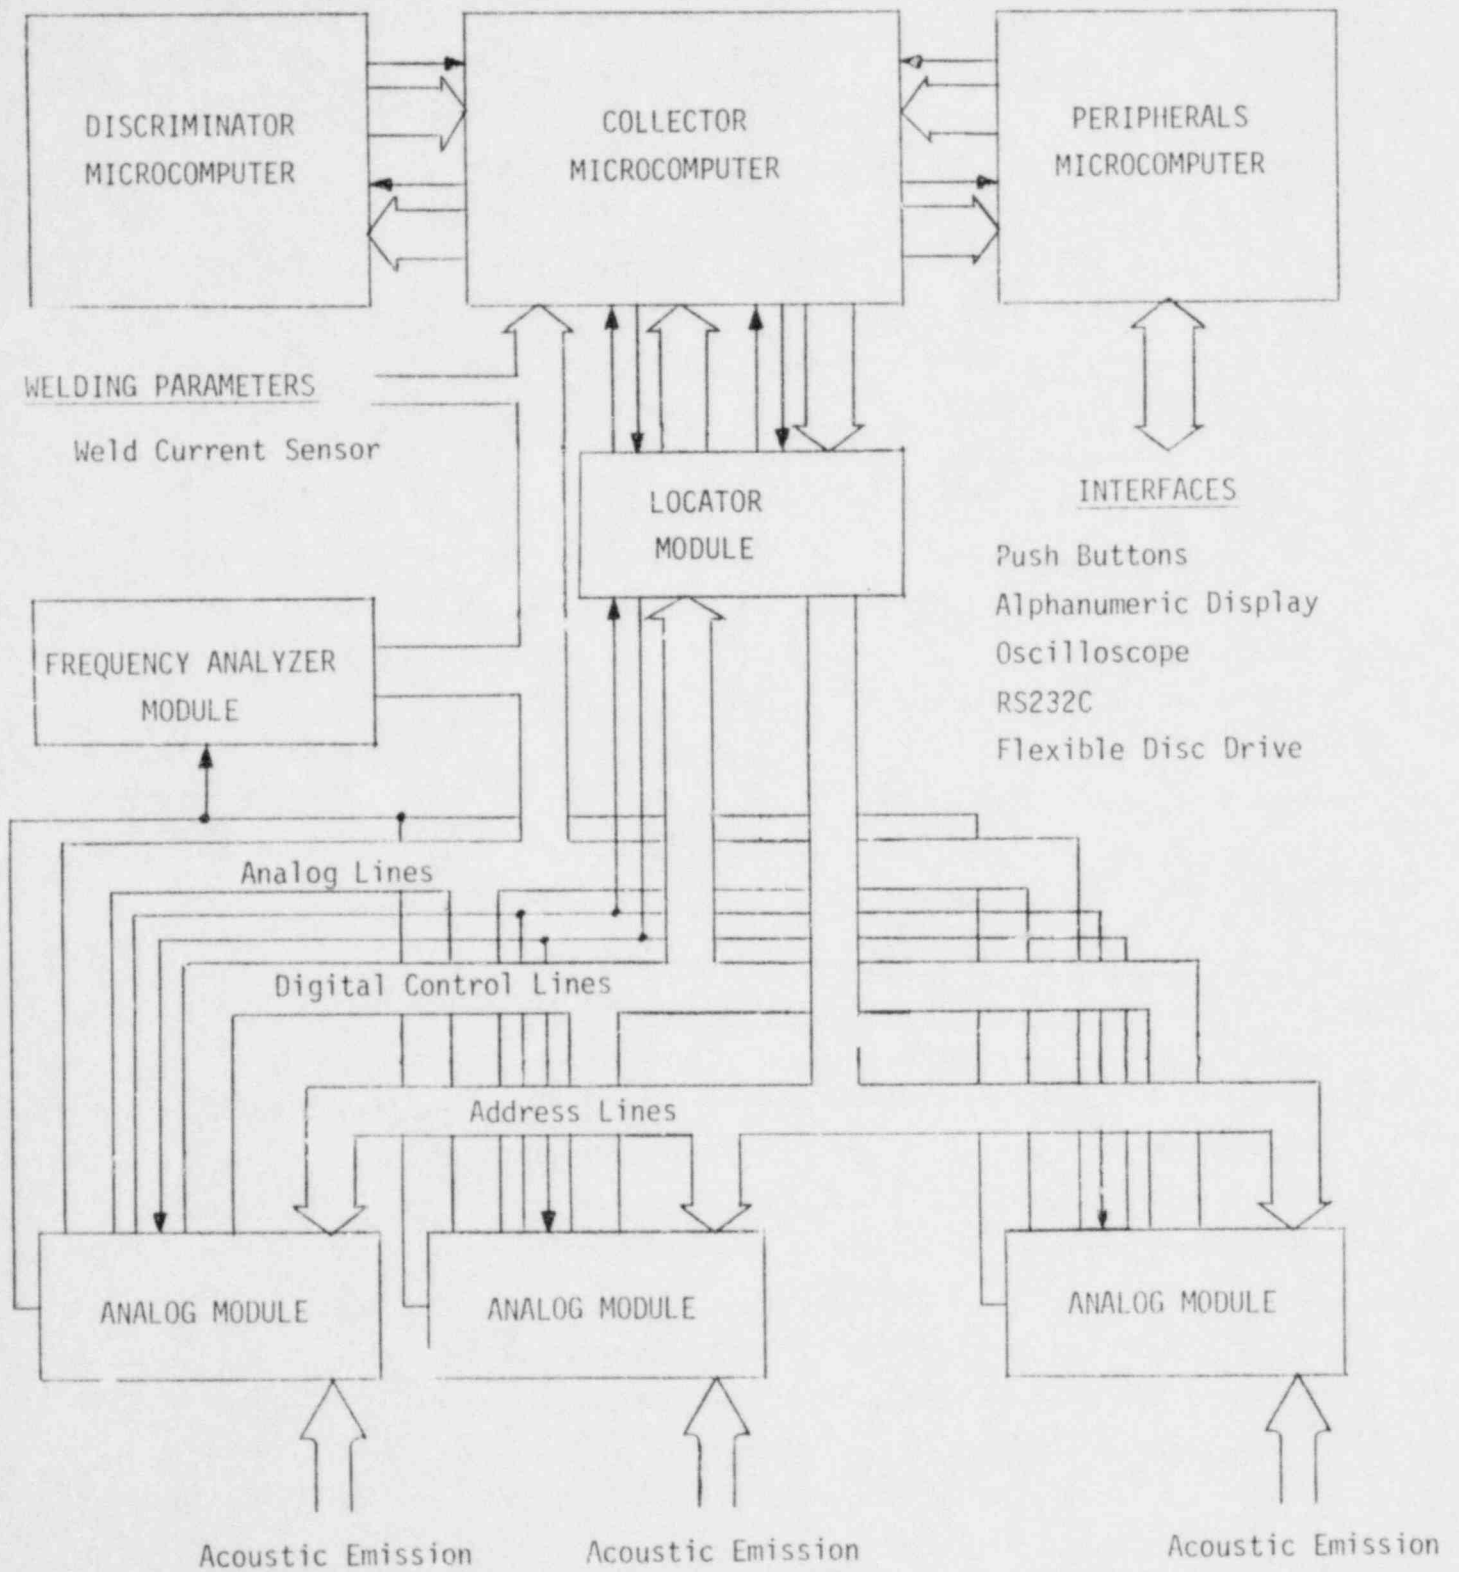 DISCRIMINATOR
MICROCOMPUTER
COLLECTOR
MICROCOMPUTER
PERIPHERALS
MICROCOMPUTER
WELDING PARAMETERS
Weld Current Sensor
LOCATOR
MODULE
INTERFACES
Push Buttons
Alphanumeric Display
Oscilloscope
RS232C
Flexible Disc Drive
FREQUENCY ANALYZER
MODULE
Analog Lines
Digital Control Lines
Address Lines
ANALOG MODULE
ANALOG MODULE
ANALOG MODULE
Acoustic Emission
Acoustic Emission
Acoustic Emission